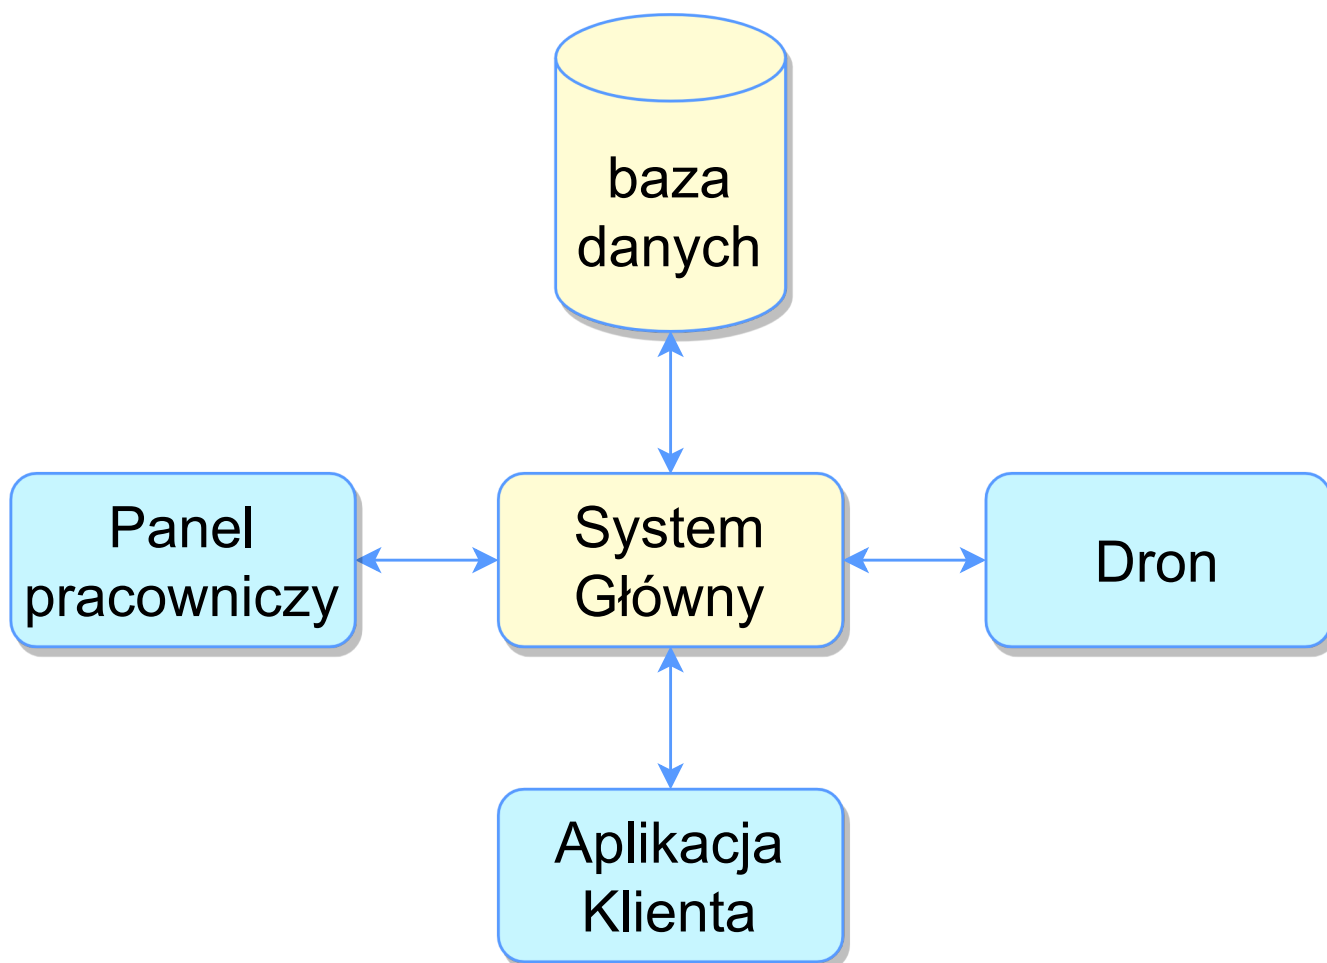 baza
danych
Panel
pracowniczy
System
Główny
Dron
Aplikacja
Klienta